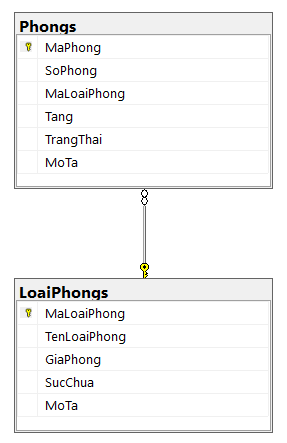 Phongs
MaPhong
SoPhong
MaLoaiPhong
Tang
TrangThai
MoTa
LoaiPhongs
MaLoaiPhong
TenLoaiPhong
GiaPhong
SucChua
MoTa